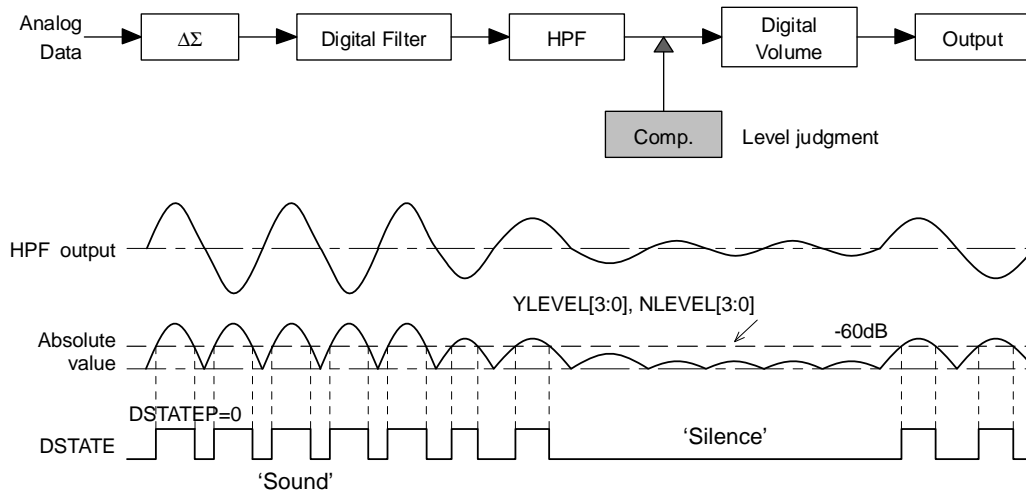 Analog
Data
ΔΣ
Digital Filter
HPF
Digital
Volume
Output
Comp.
Level judgment
HPF output
YLEVEL[3:0], NLEVEL[3:0]
-60dB
Absolute
value
DSTATEP=0
DSTATE
'Silence'
'Sound'